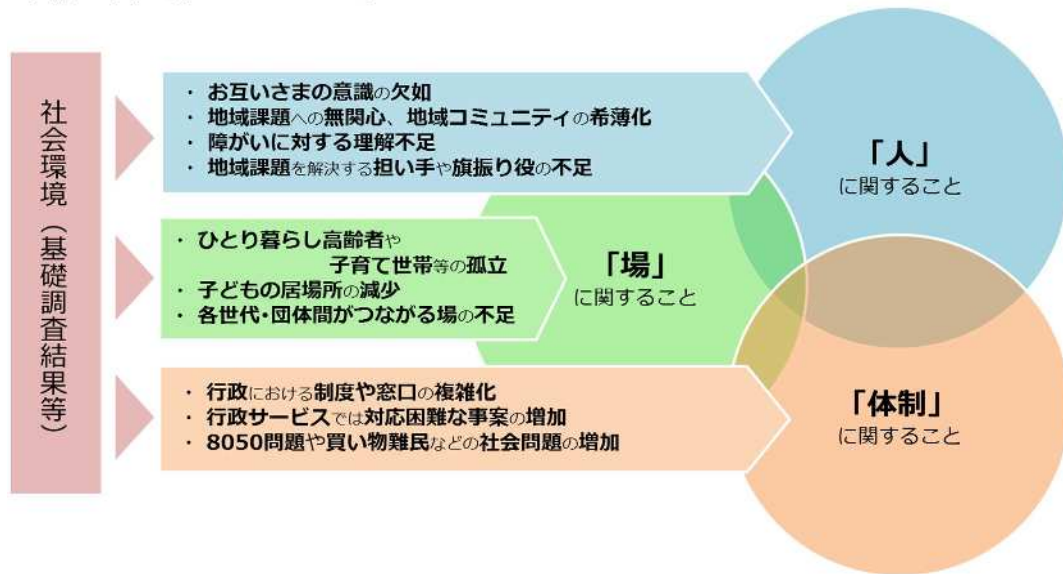 社会環境（基礎調査結果等）
・ お互いさまの意識の欠如
・ 地域課題への無関心、地域コミュニティの希薄化
・ 障がいに対する理解不足
・ 地域課題を解決する担い手や旗振り役の不足
「人」
に関すること
・ ひとり暮らし高齢者や
子育て世帯等の孤立
・ 子どもの居場所の減少
・ 各世代・団体間がつながる場の不足
「場」
に関すること
・ 行政における制度や窓口の複雑化
・ 行政サービスでは対応困難な事案の増加
・ 8050問題や買い物難民などの社会問題の増加
「体制」
に関すること